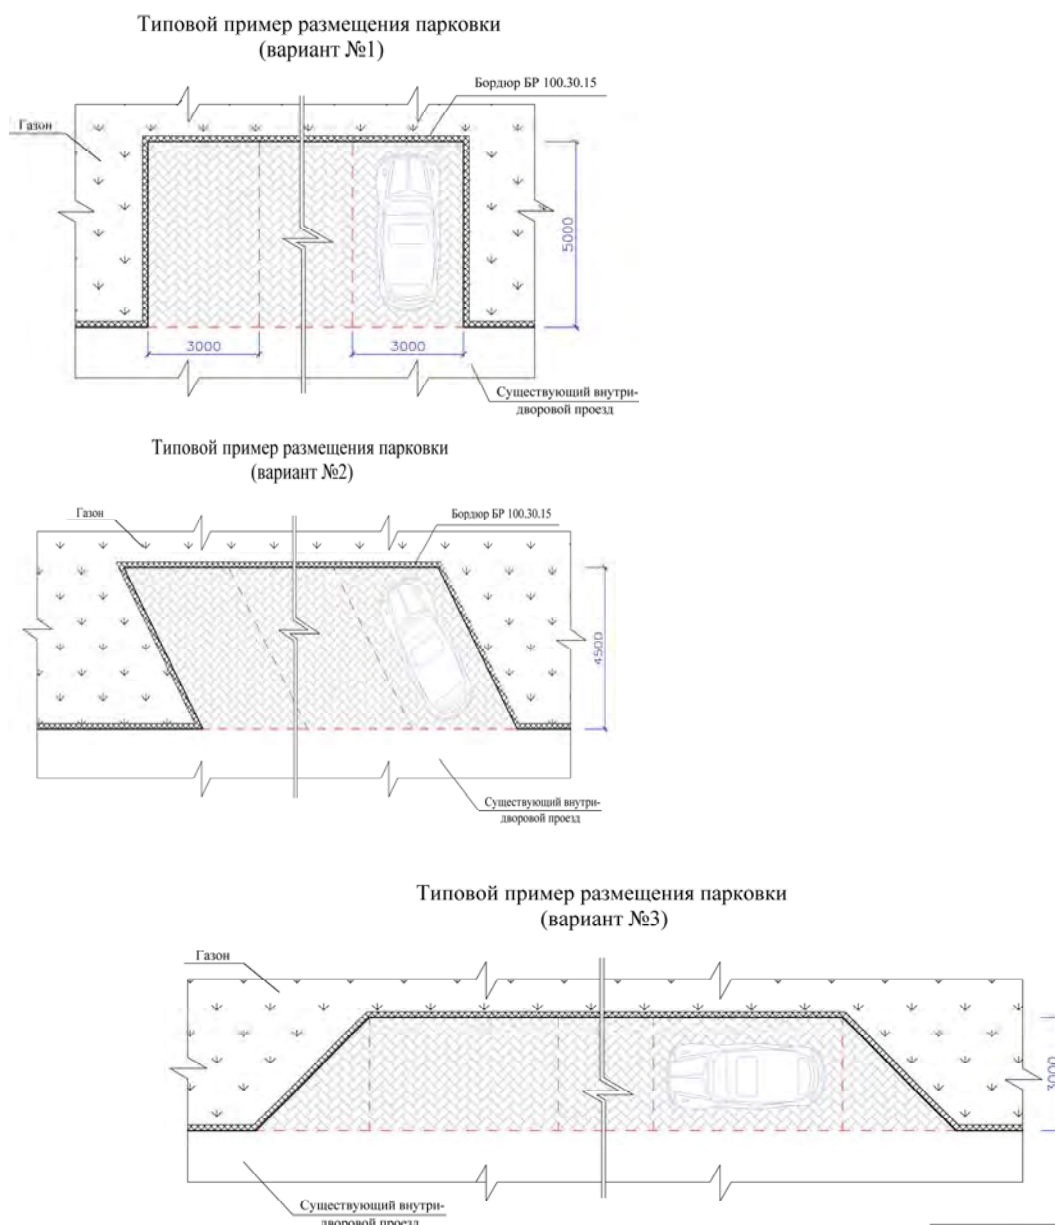 Типовой пример размещения парковки
(вариант №1)
Бордюр БР 100.30.15
Газон
5000
3000
3000
Существующий внутри-
дворовой проезд
Типовой пример размещения парковки
(вариант №2)
Газон
Бордюр БР 100.30.15
4500
Существующий внутри-
дворовой проезд
Типовой пример размещения парковки
(вариант №3)
Газон
3000
Существующий внутри-
дворовой проезд